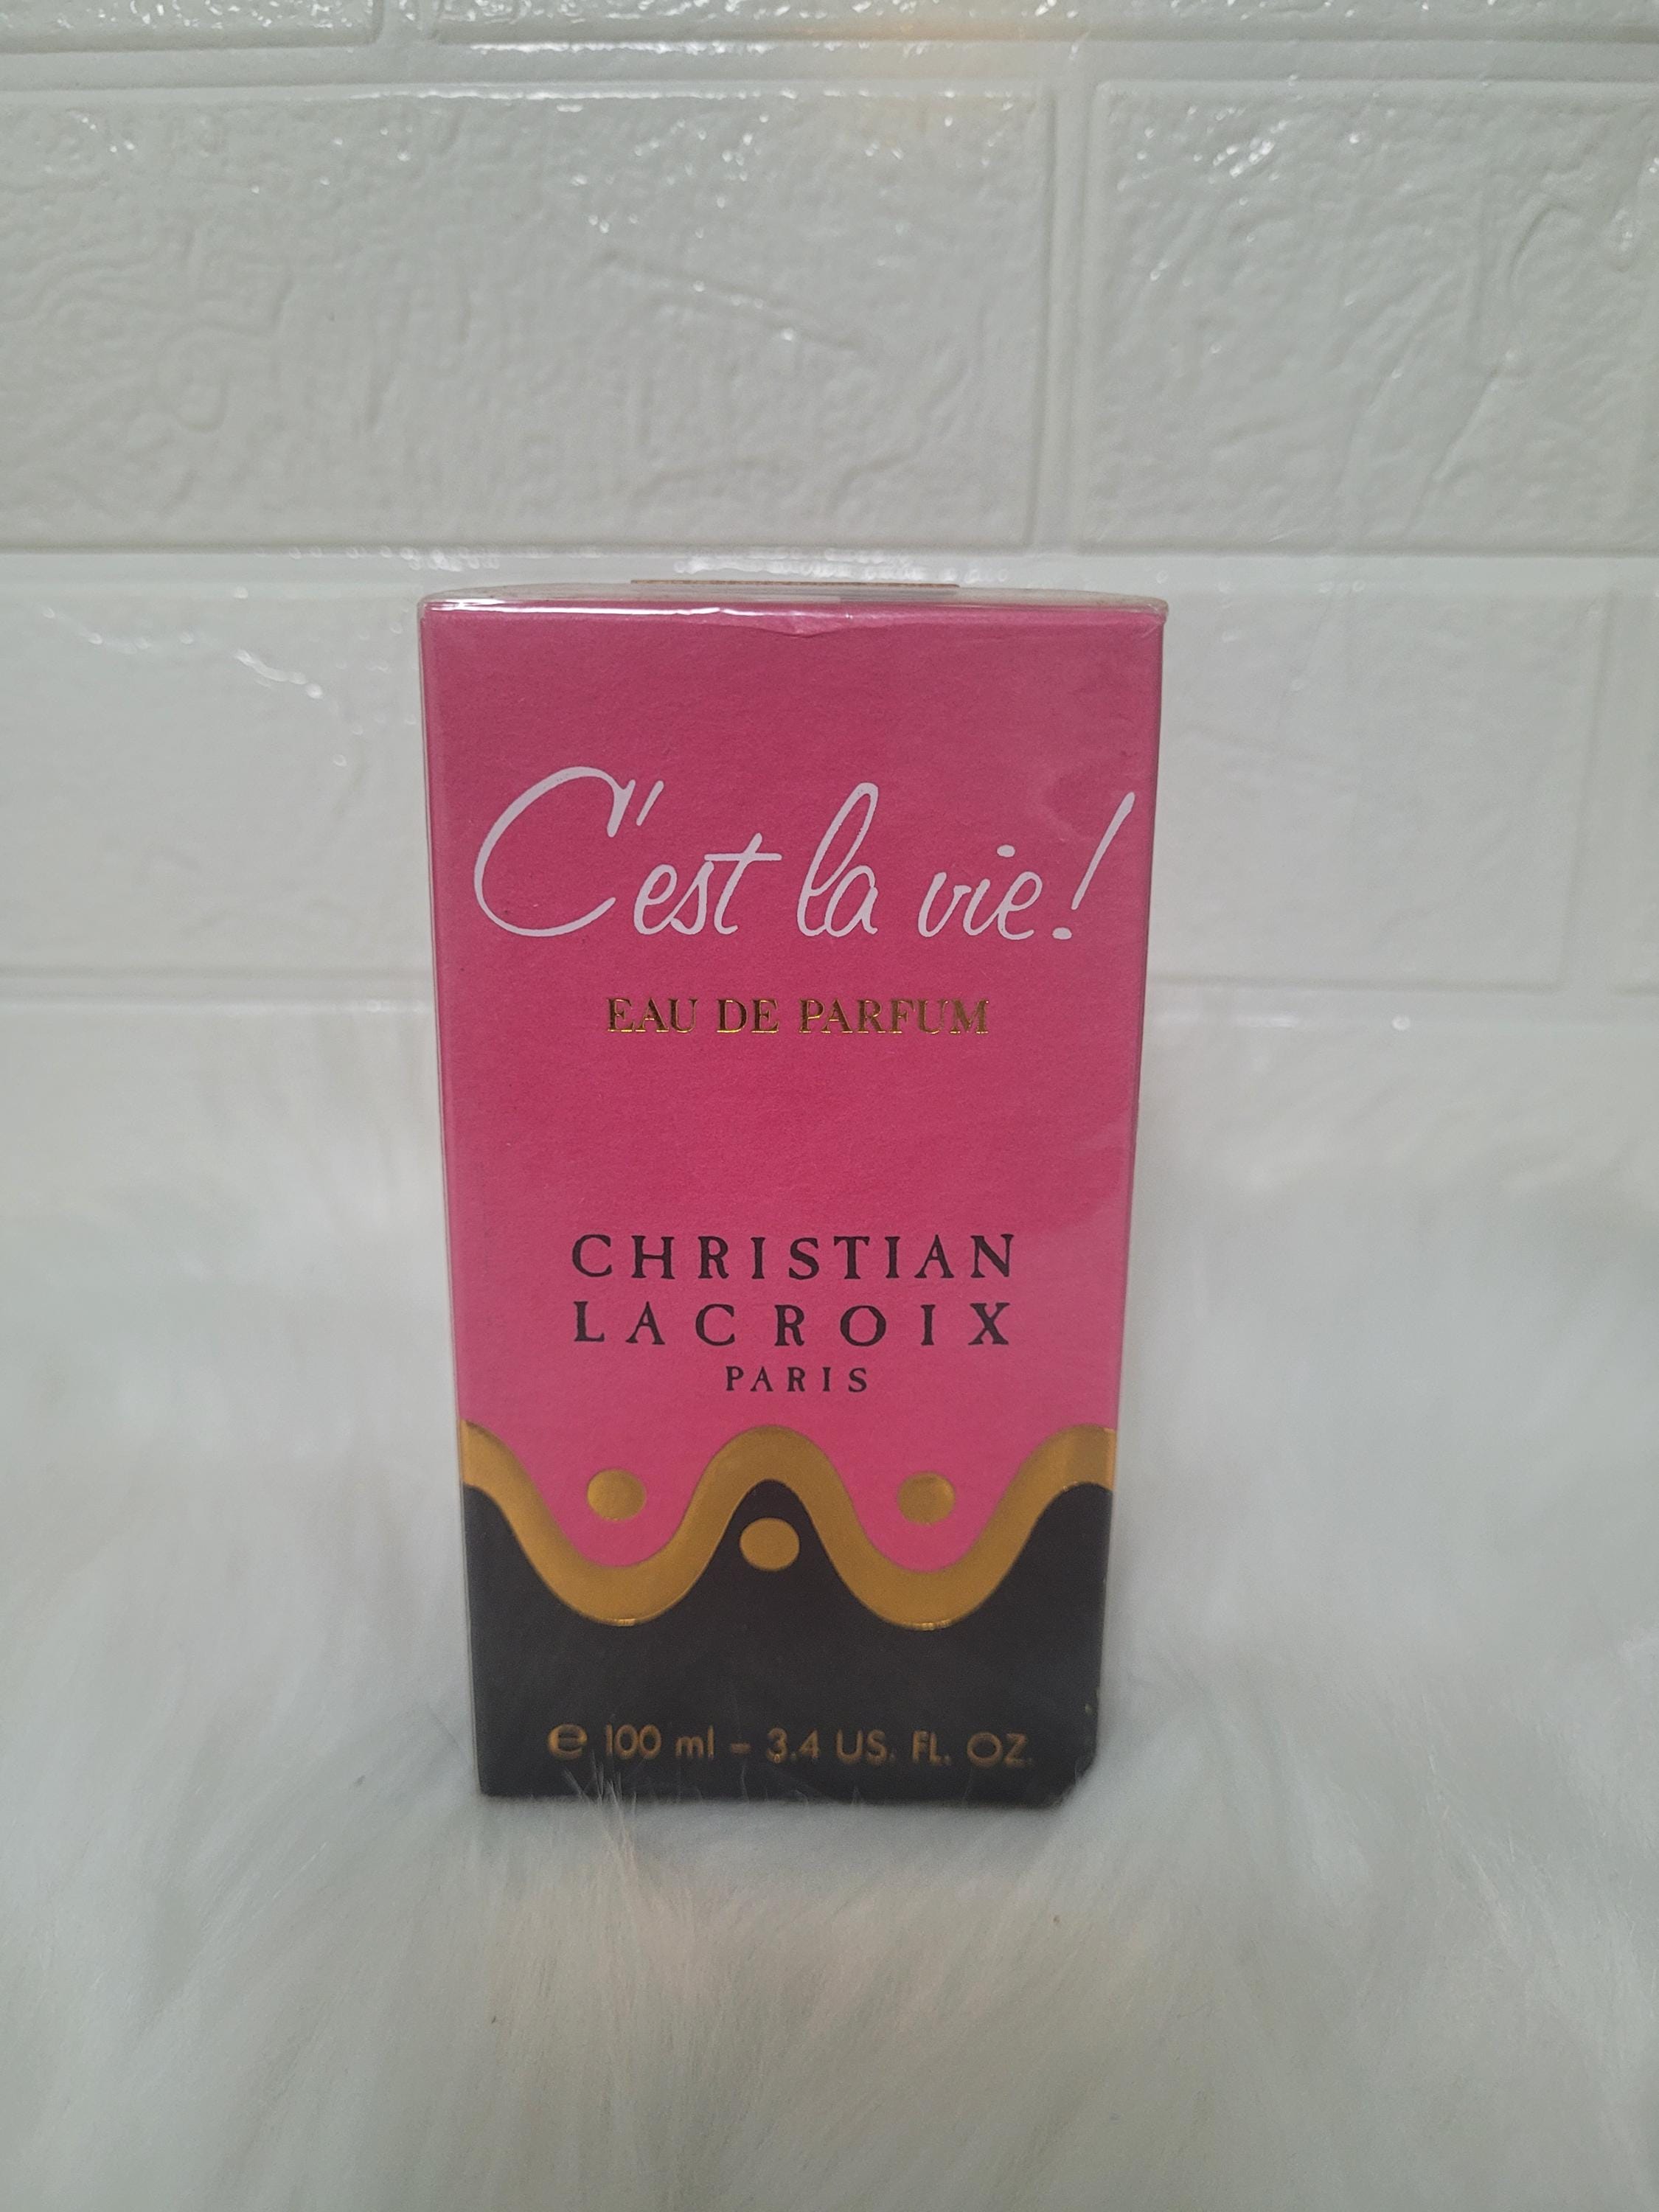 C'est la vie!
EAU DE PARFUM
CHRISTIAN
LACROIX
PARIS
℮ 100 ml - 3.4 US. FL. OZ.